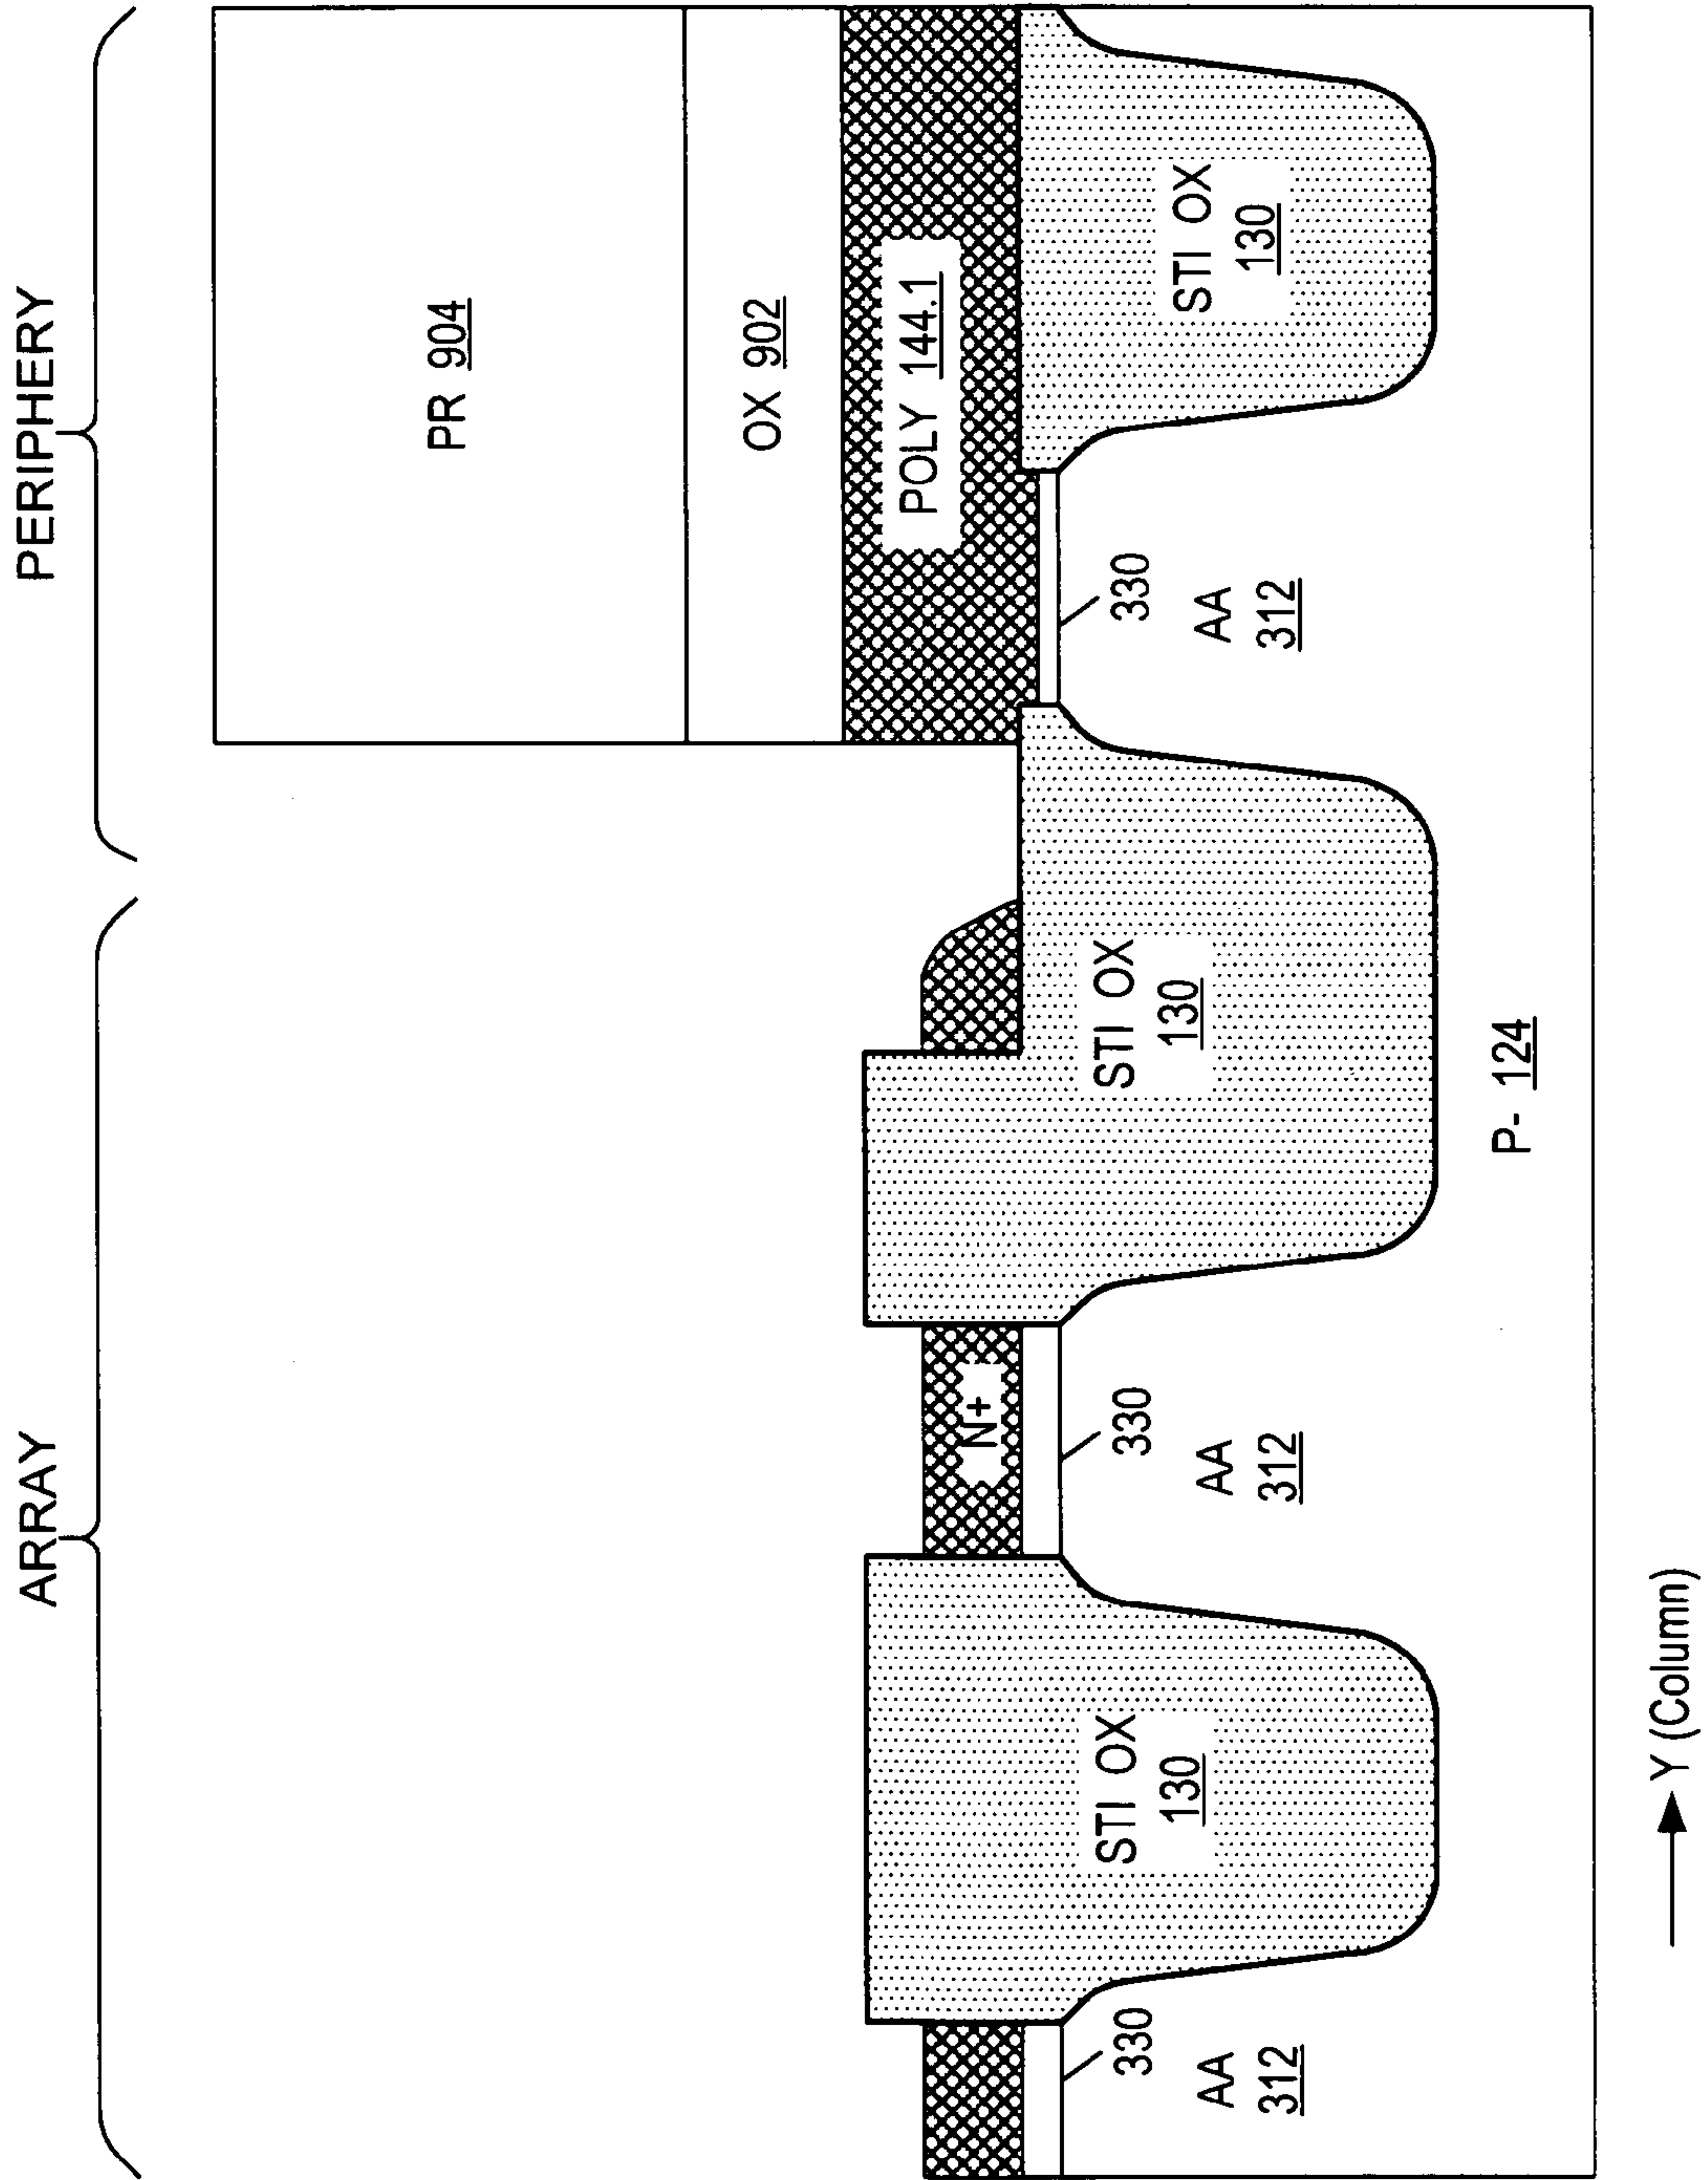 ARRAY
PERIPHERY
PR 904
OX 902
POLY 144.1
N+
330
330
330
AA
312
AA
312
AA
312
STI OX
130
STI OX
130
STI OX
130
P- 124
Y (Column)